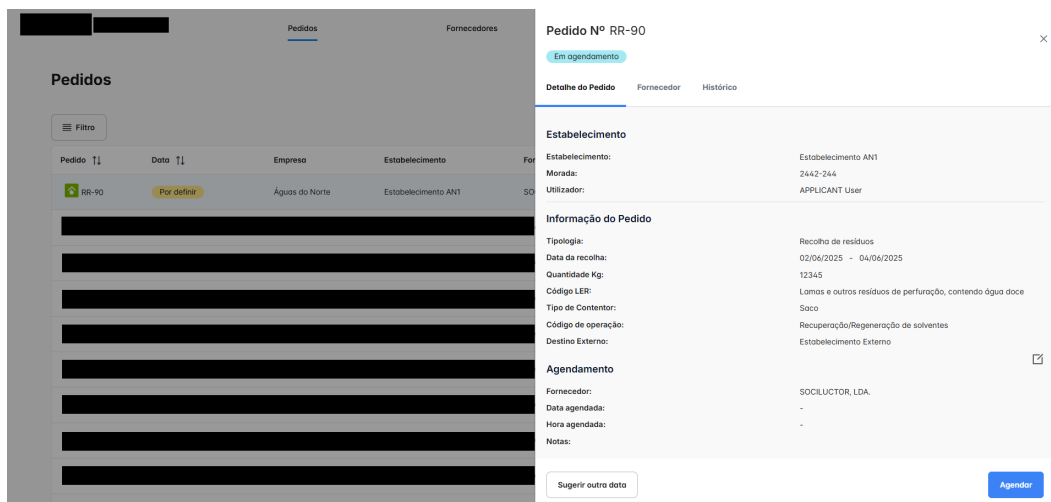 Pedidos Fornecedores
Pedidos
Filtro
Pedido Data Empresa Estabelecimento
RR-90 Por definir Águas do Norte Estabelecimento AN1
Pedido Nº RR-90
Em agendamento
Detalhe do Pedido Fornecedor Histórico
Estabelecimento
Estabelecimento: Estabelecimento AN1
Morada: 2442-244
Utilizador: APPLICANT User
Informação do Pedido
Tipologia: Recolha de resíduos
Data da recolha: 02/06/2025 - 04/06/2025
Quantidade Kg: 12345
Código LER: Lamas e outros resíduos de perfuração, contendo água doce
Tipo de Contentor: Saco
Código de operação: Recuperação/Regeneração de solventes
Destino Externo: Estabelecimento Externo
Agendamento
Fornecedor: SOCILUCTOR, LDA.
Data agendada: -
Hora agendada: -
Notas:
Sugerir outra data Agendar